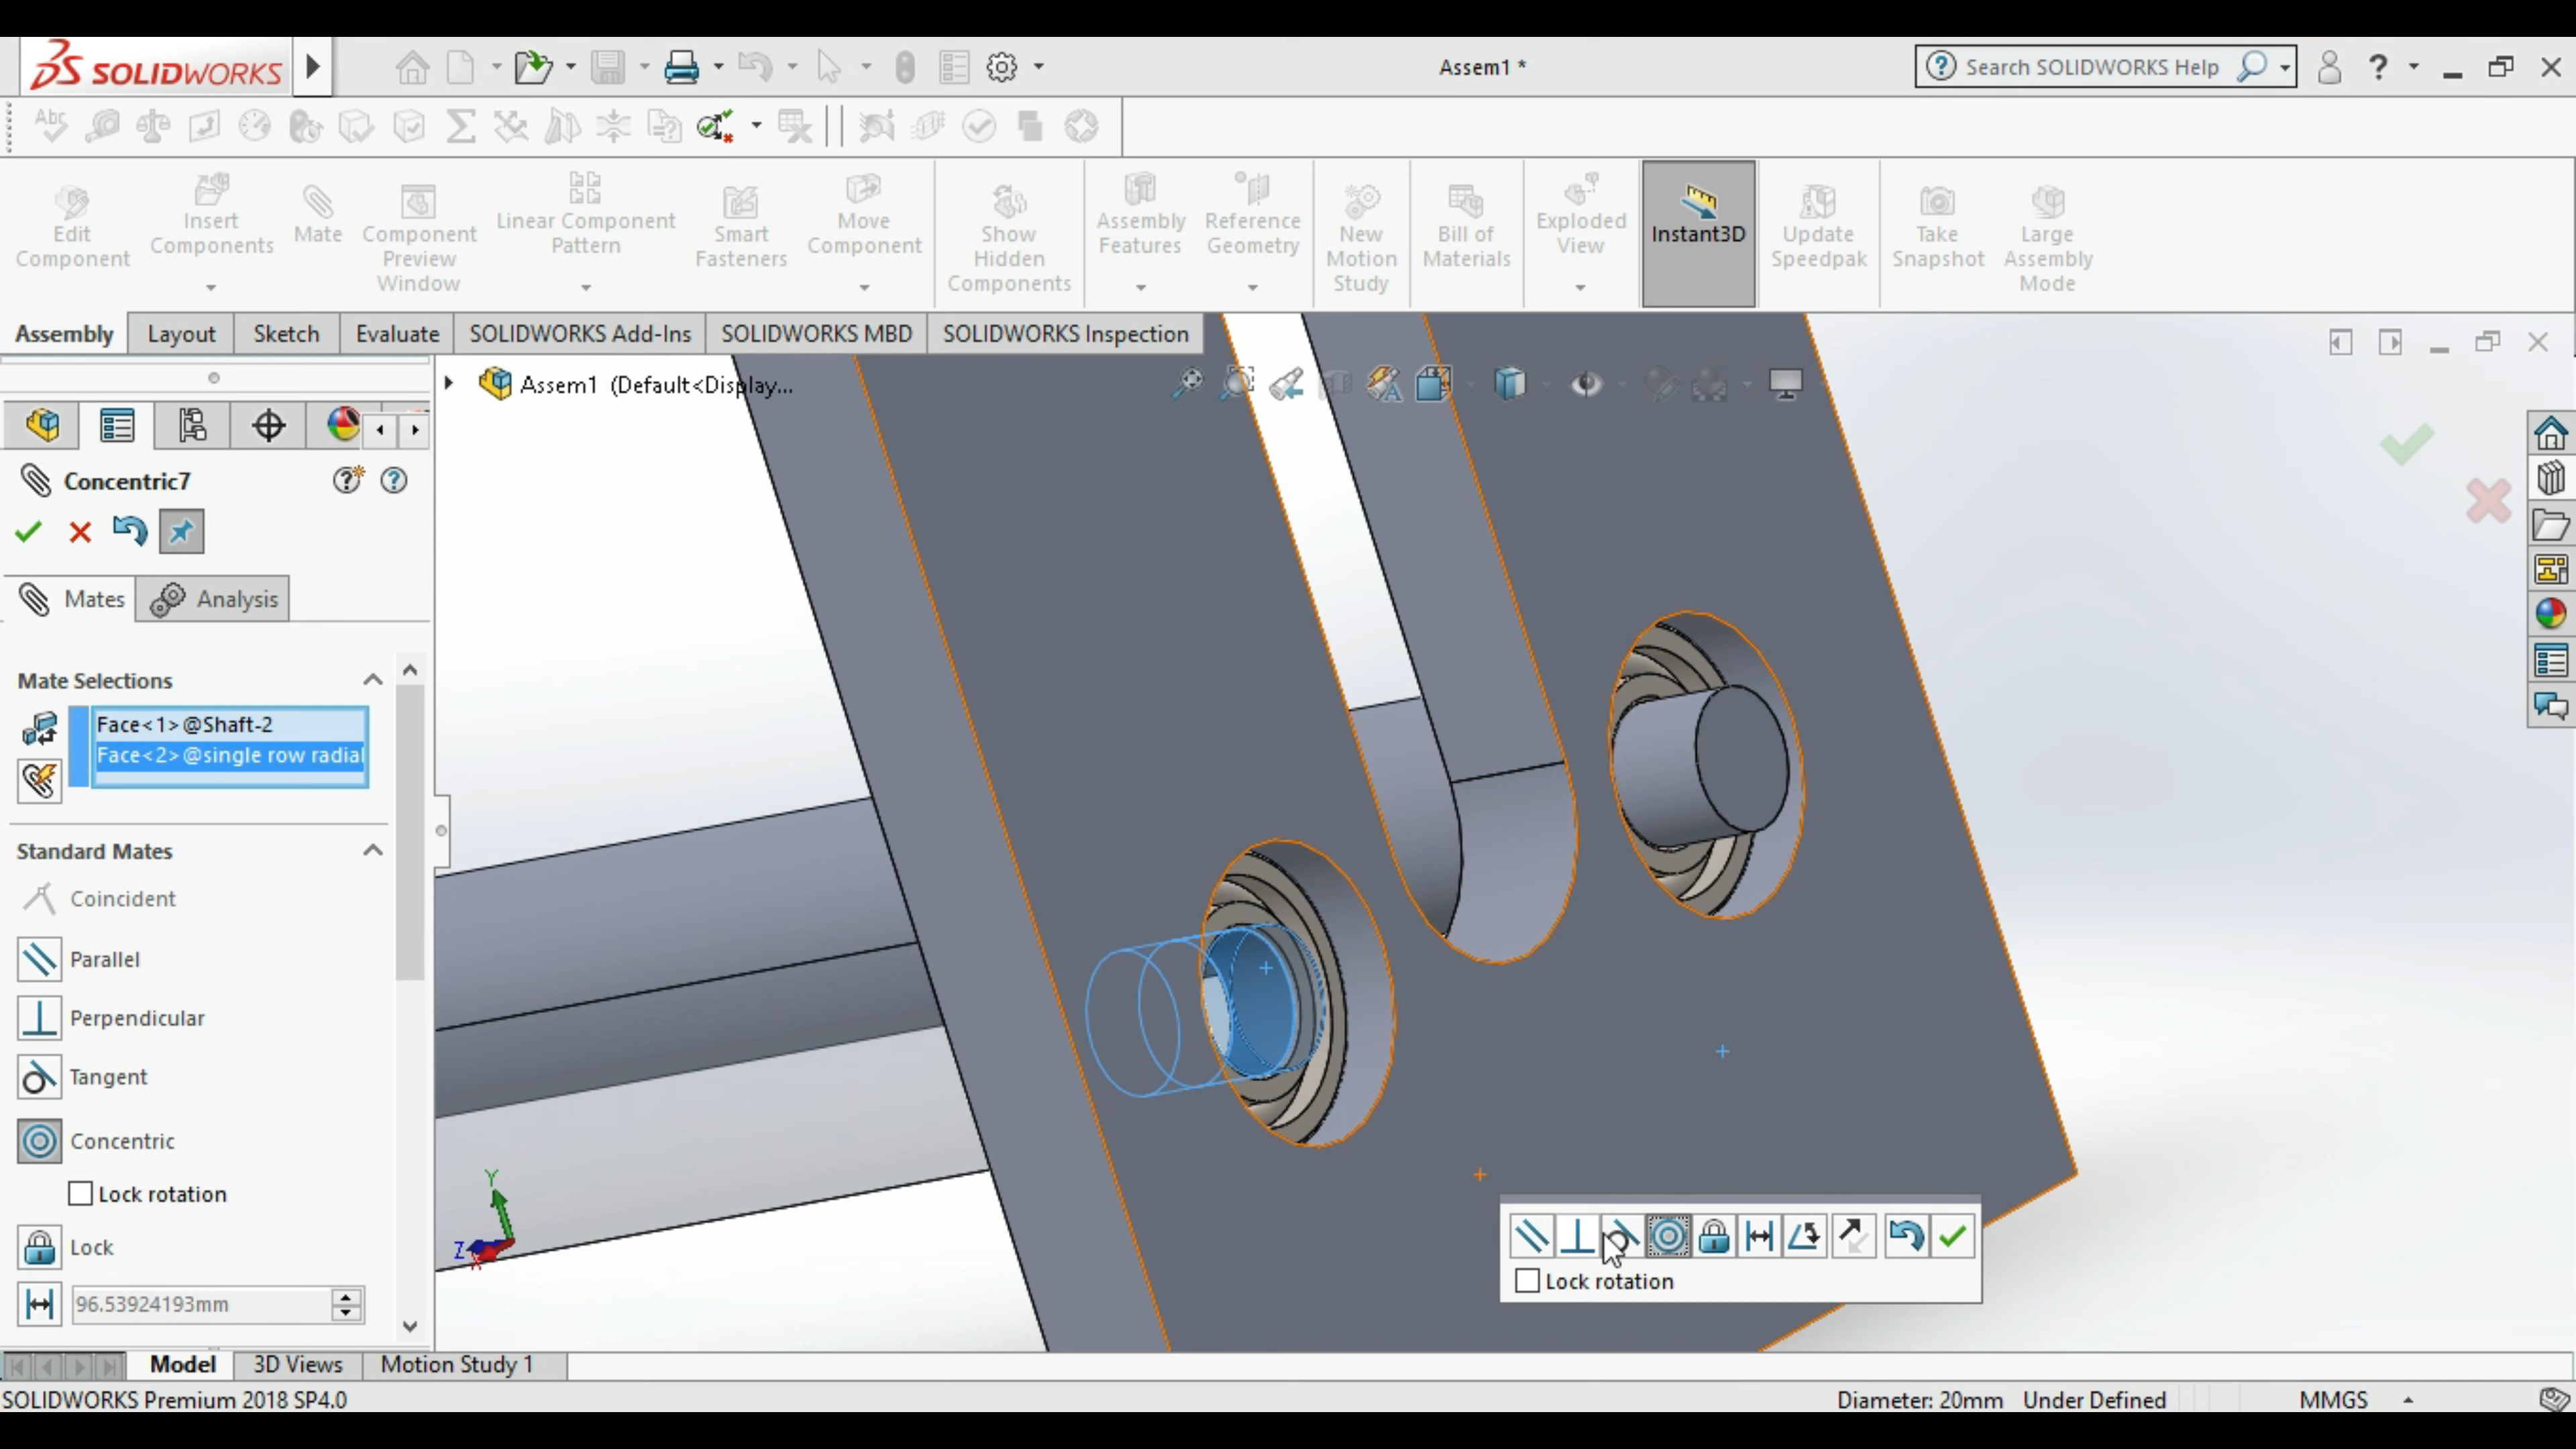 SOLIDWORKS
Assem1 *
Search SOLIDWORKS Help
Edit Component
Insert Components
Mate
Component Preview Window
Linear Component Pattern
Smart Fasteners
Move Component
Show Hidden Components
Assembly Features
Reference Geometry
New Motion Study
Bill of Materials
Exploded View
Instant3D
Update Speedpak
Take Snapshot
Large Assembly Mode
Assembly
Layout
Sketch
Evaluate
SOLIDWORKS Add-Ins
SOLIDWORKS MBD
SOLIDWORKS Inspection
Assem1 (Default<Display...
Concentric7
Mates
Analysis
Mate Selections
Face<1>@Shaft-2
Face<2>@single row radial
Standard Mates
Coincident
Parallel
Perpendicular
Tangent
Concentric
Lock rotation
Lock
96.53924193mm
Y
Z
X
Lock rotation
Model
3D Views
Motion Study 1
SOLIDWORKS Premium 2018 SP4.0
Diameter: 20mm
Under Defined
MMGS